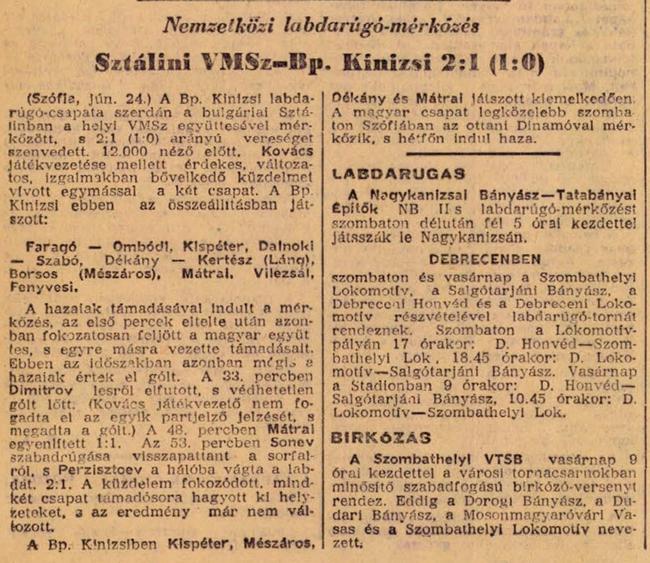 Nemzetközi labdarúgó-mérkőzés
Sztálini VMSz—Bp. Kinizsi 2:1 (1:0)
(Szófia, jún. 24.) A Bp. Kinizsi labda-
rúgó-csapata szerdán a bulgáriai Sztá-
linban a helyi VMSz együttesével mér-
kőzött, s 2:1 (1:0) arányú vereséget
szenvedett. 12.000 néző előtt, Kovács
játékvezetése mellett érdekes, változa-
tos, izgalmakban bővelkedő küzdelmet
vívott egymással a két csapat. A Bp.
Kinizsi ebben az összeállításban ját-
szott:
Faragó — Ombódi, Kispéter, Dalnoki
— Szabó, Dékány — Kertész (Láng),
Borsos (Mészáros), Mátrai, Vilezsál,
Fenyvesi.
A hazaiak támadásával indult a mér-
kőzés, az első percek eltelte után azon-
ban fokozatosan feljött a magyar együt
tes, s egyre másra vezette támadásait.
Ebben az időszakban azonban mégis a
hazaiak értek el gólt. A 33. percben
Dimitrov lesről elfutott, s védhetetlen
gólt lőtt. (Kovács játékvezető nem fo-
gadta el az egyik partjelző jelzését, s
megadta a gólt.) A 48. percben Mátrai
egyenlített 1:1. Az 53. percben Sonev
szabadrúgása visszapattant a sorfal-
ról, s Perzisztoev a hálóba vágta a lab-
dát. 2:1. A küzdelem fokozódott, mind-
két csapat támadósora hagyott ki hely-
zeteket, s az eredmény már nem vál-
tozott.
A Bp. Kinizsiben Kispéter, Mészáros,
Dékány és Mátrai játszott kiemelkedően.
A magyar csapat legközelebb szomba-
ton Szófiában az ottani Dinamóval mér-
kőzik, s hétfőn indul haza.
LABDARUGAS
A Nagykanizsai Bányász—Tatabányai
Építők NB II-s labdarúgó-mérkőzést
szombaton délután fél 5 órai kezdettel
játsszák le Nagykanizsán.
DEBRECENBEN
szombaton és vasárnap a Szombathelyi
Lokomotív, a Salgótarjáni Bányász, a
Debreceni Honvéd és a Debreceni Loko-
motív részvételével labdarúgó-tornát
rendeznek. Szombaton a Lokomotív-
pályán 17 órakor: D. Honvéd—Szom-
bathelyi Lok, 18.45 órakor: D. Loko-
motív—Salgótarjáni Bányász. Vasárnap
a Stadionban 9 órakor: D. Honvéd—
Salgótarjáni Bányász, 10.45 órakor: D.
Lokomotív—Szombathelyi Lok.
BIRKÓZAS
A Szombathelyi VTSB vasárnap 9
órai kezdettel a városi tornacsarnokban
minősítő szabadfogású birkózó-versenyt
rendez. Eddig a Dorogi Bányász, a Du-
dari Bányász, a Mosonmagyaróvári Va-
sas és a Szombathelyi Lokomotív neve-
zett.